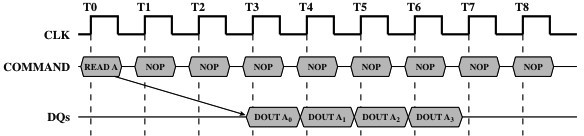 T0 T1 T2 T3 T4 T5 T6 T7 T8
CLK
COMMAND READ A NOP NOP NOP NOP NOP NOP NOP NOP
DQs DOUT A0 DOUT A1 DOUT A2 DOUT A3